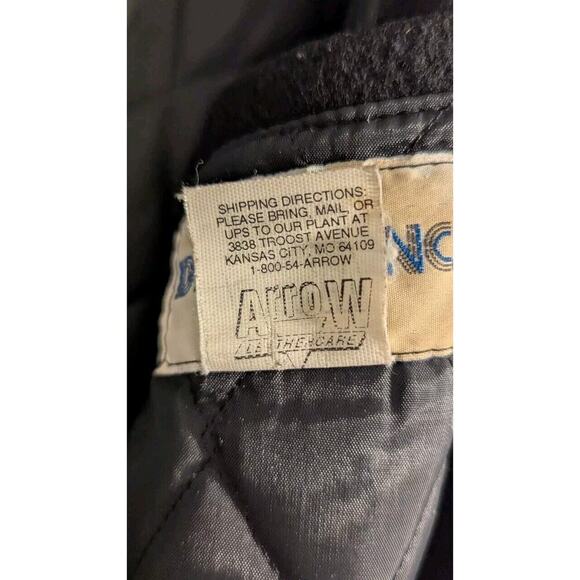 SHIPPING DIRECTIONS:
PLEASE BRING, MAIL, OR
UPS TO OUR PLANT AT
3838 TROOST AVENUE
KANSAS CITY, MO 64109
1-800-54-ARROW
ArroW
LEATHERCARE